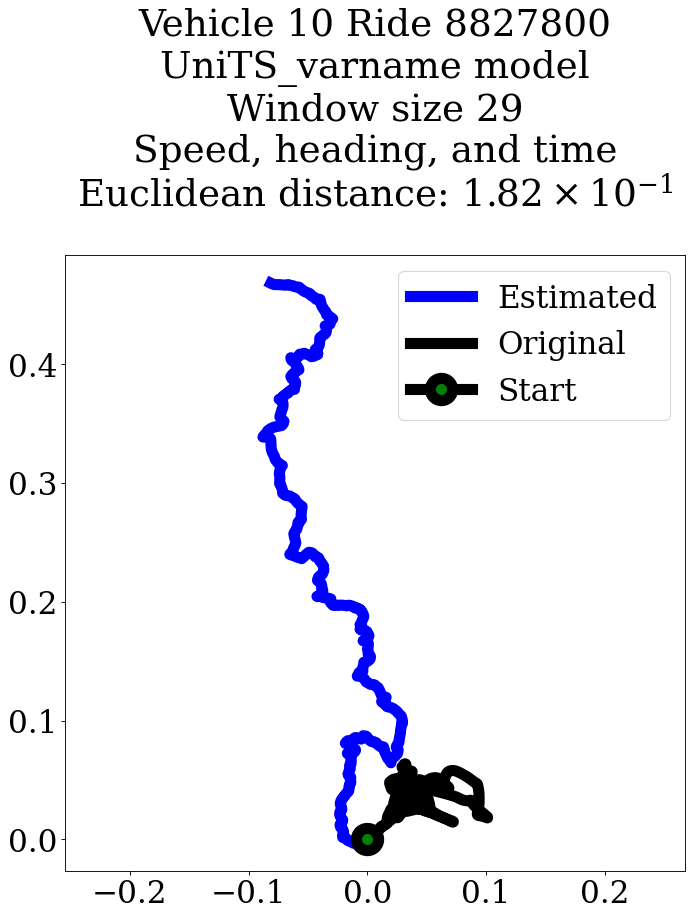 Vehicle 10 Ride 8827800
UniTS_varname model
Window size 29
Speed, heading, and time
Euclidean distance: 1.82 × 10⁻¹
Estimated
Original
Start
0.4
0.3
0.2
0.1
0.0
−0.2 −0.1 0.0 0.1 0.2